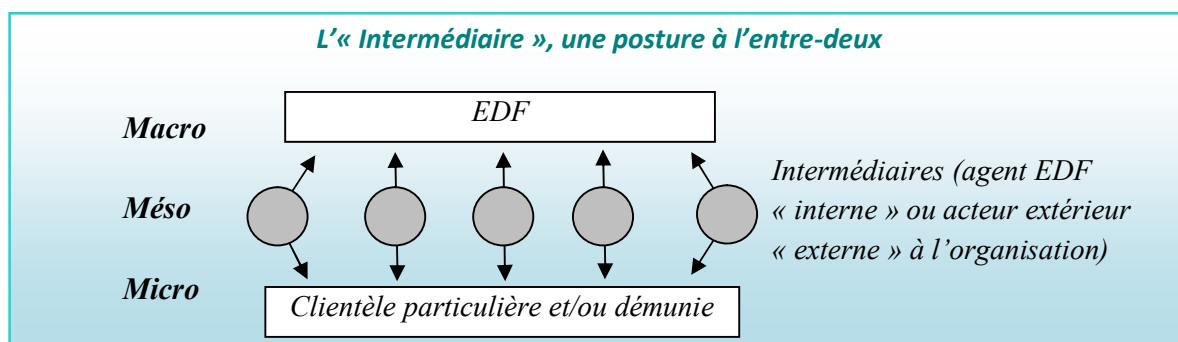 L'« Intermédiaire », une posture à l'entre-deux
EDF
Macro
Intermédiaires (agent EDF
Méso
« interne » ou acteur extérieur
« externe » à l'organisation)
Micro
Clientèle particulière et/ou démunie